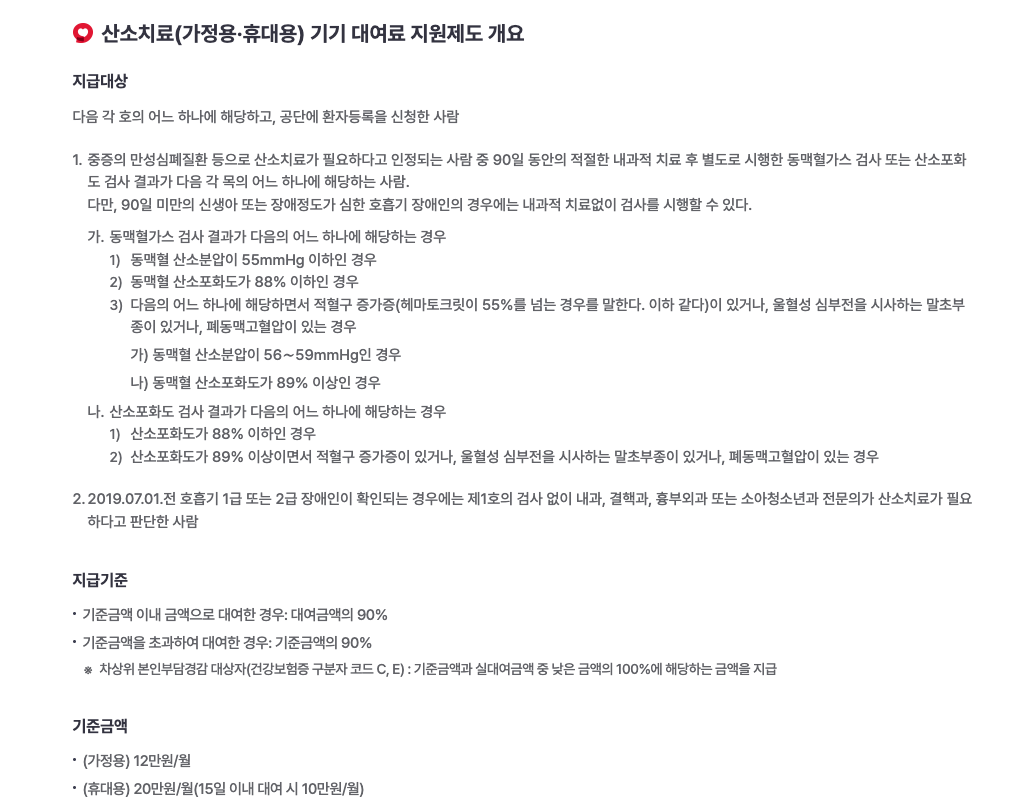 산소치료(가정용·휴대용) 기기 대여료 지원제도 개요
지급대상
다음 각 호의 어느 하나에 해당하고, 공단에 환자등록을 신청한 사람
1. 중증의 만성심폐질환 등으로 산소치료가 필요하다고 인정되는 사람 중 90일 동안의 적절한 내과적 치료 후 별도로 시행한 동맥혈가스 검사 또는 산소포화
도 검사 결과가 다음 각 목의 어느 하나에 해당하는 사람.
다만, 90일 미만의 신생아 또는 장애정도가 심한 호흡기 장애인의 경우에는 내과적 치료없이 검사를 시행할 수 있다.
가. 동맥혈가스 검사 결과가 다음의 어느 하나에 해당하는 경우
1) 동맥혈 산소분압이 55mmHg 이하인 경우
2) 동맥혈 산소포화도가 88% 이하인 경우
3) 다음의 어느 하나에 해당하면서 적혈구 증가증(헤마토크릿이 55%를 넘는 경우를 말한다. 이하 같다)이 있거나, 울혈성 심부전을 시사하는 말초부
종이 있거나, 폐동맥고혈압이 있는 경우
가) 동맥혈 산소분압이 56~59mmHg인 경우
나) 동맥혈 산소포화도가 89% 이상인 경우
나. 산소포화도 검사 결과가 다음의 어느 하나에 해당하는 경우
1) 산소포화도가 88% 이하인 경우
2) 산소포화도가 89% 이상이면서 적혈구 증가증이 있거나, 울혈성 심부전을 시사하는 말초부종이 있거나, 폐동맥고혈압이 있는 경우
2. 2019.07.01.전 호흡기 1급 또는 2급 장애인이 확인되는 경우에는 제1호의 검사 없이 내과, 결핵과, 흉부외과 또는 소아청소년과 전문의가 산소치료가 필요
하다고 판단한 사람
지급기준
• 기준금액 이내 금액으로 대여한 경우: 대여금액의 90%
• 기준금액을 초과하여 대여한 경우: 기준금액의 90%
※ 차상위 본인부담경감 대상자(건강보험증 구분자 코드 C, E) : 기준금액과 실대여금액 중 낮은 금액의 100%에 해당하는 금액을 지급
기준금액
• (가정용) 12만원/월
• (휴대용) 20만원/월(15일 이내 대여 시 10만원/월)